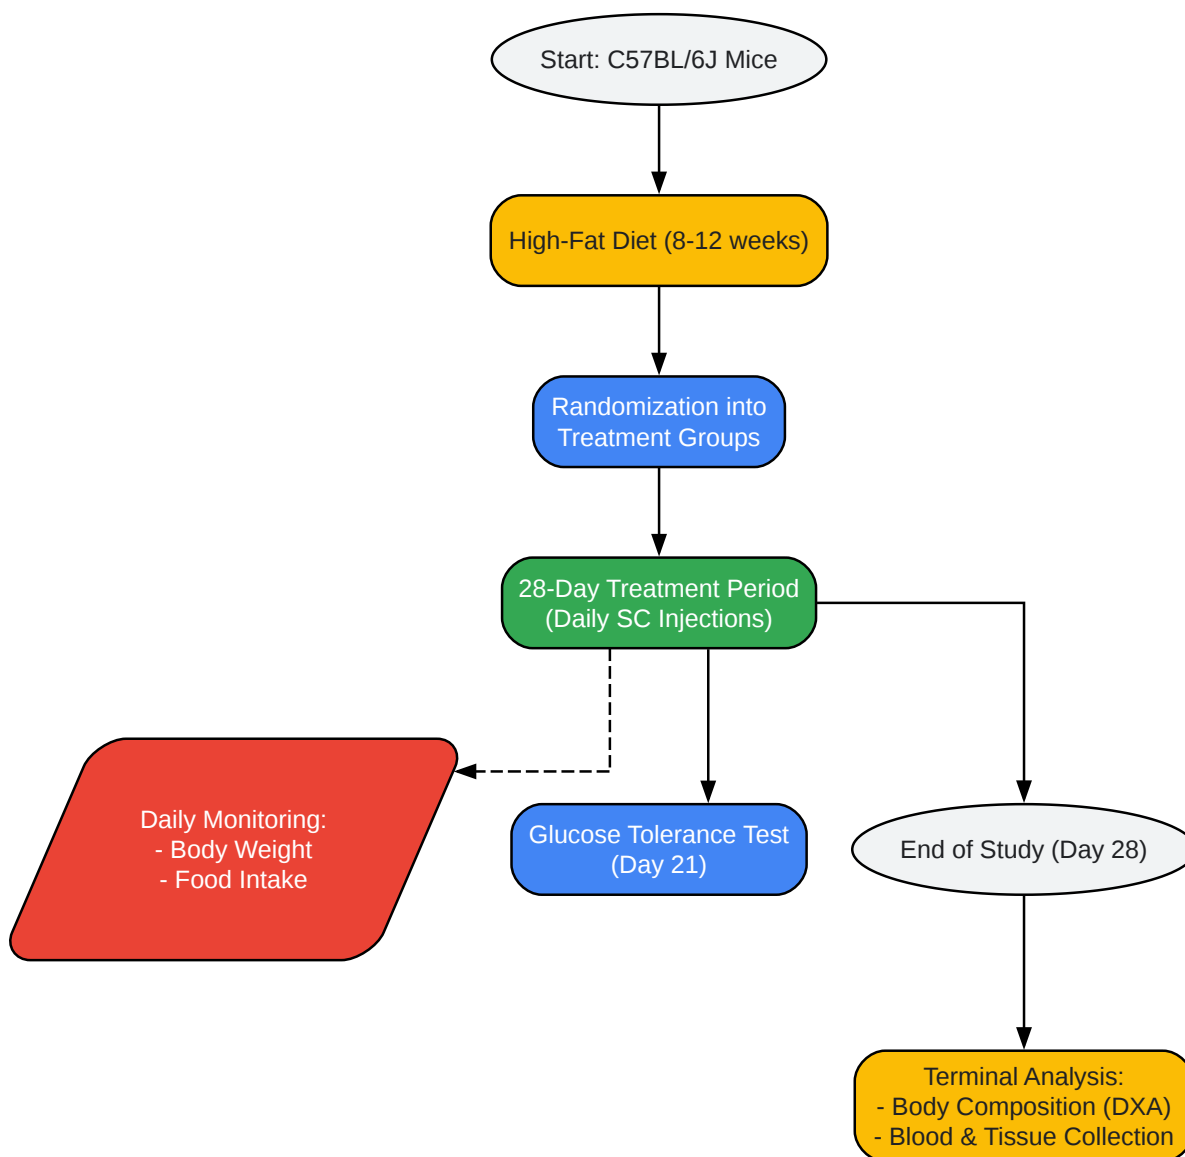 Start: C57BL/6J Mice
High-Fat Diet (8-12 weeks)
Randomization into
Treatment Groups
28-Day Treatment Period
(Daily SC Injections)
Daily Monitoring:
- Body Weight
- Food Intake
Glucose Tolerance Test
(Day 21)
End of Study (Day 28)
Terminal Analysis:
- Body Composition (DXA)
- Blood & Tissue Collection